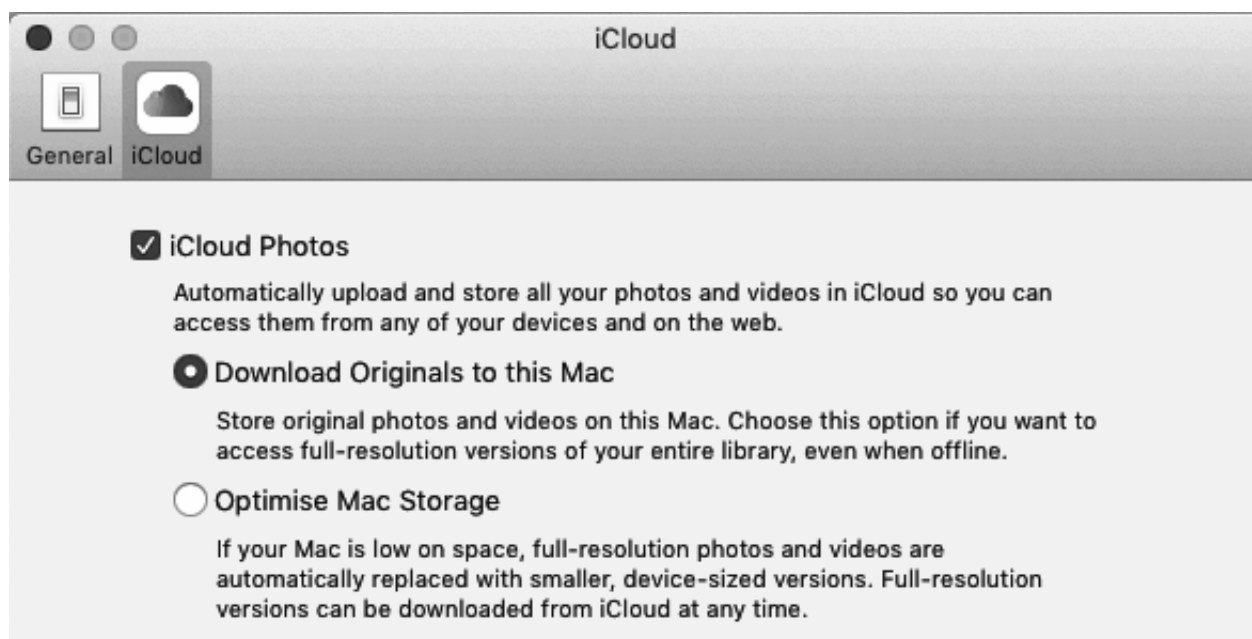 iCloud
General
iCloud
iCloud Photos
Automatically upload and store all your photos and videos in iCloud so you can
access them from any of your devices and on the web.
Download Originals to this Mac
Store original photos and videos on this Mac. Choose this option if you want to
access full-resolution versions of your entire library, even when offline.
Optimise Mac Storage
If your Mac is low on space, full-resolution photos and videos are
automatically replaced with smaller, device-sized versions. Full-resolution
versions can be downloaded from iCloud at any time.